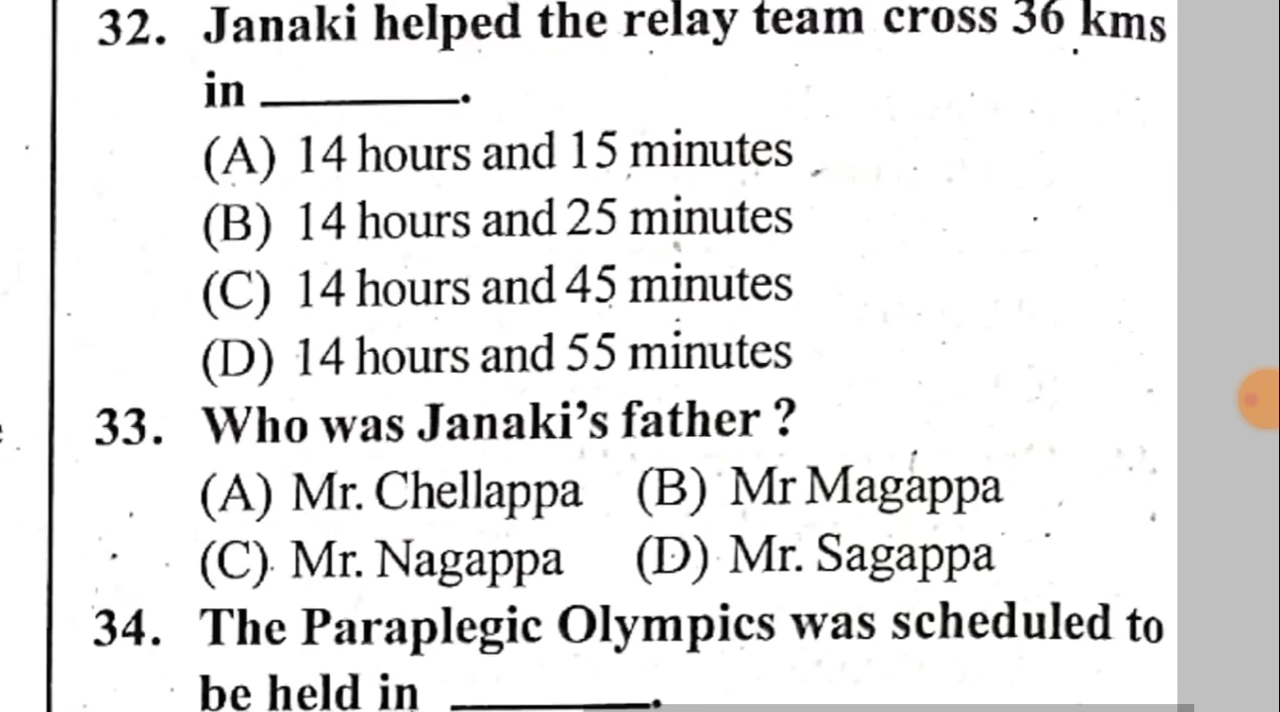 32. Janaki helped the relay team cross 36 kms
in ________.
(A) 14 hours and 15 minutes
(B) 14 hours and 25 minutes
(C) 14 hours and 45 minutes
(D) 14 hours and 55 minutes
33. Who was Janaki's father ?
(A) Mr. Chellappa (B) Mr Magappa
(C) Mr. Nagappa (D) Mr. Sagappa
34. The Paraplegic Olympics was scheduled to
be held in ________.